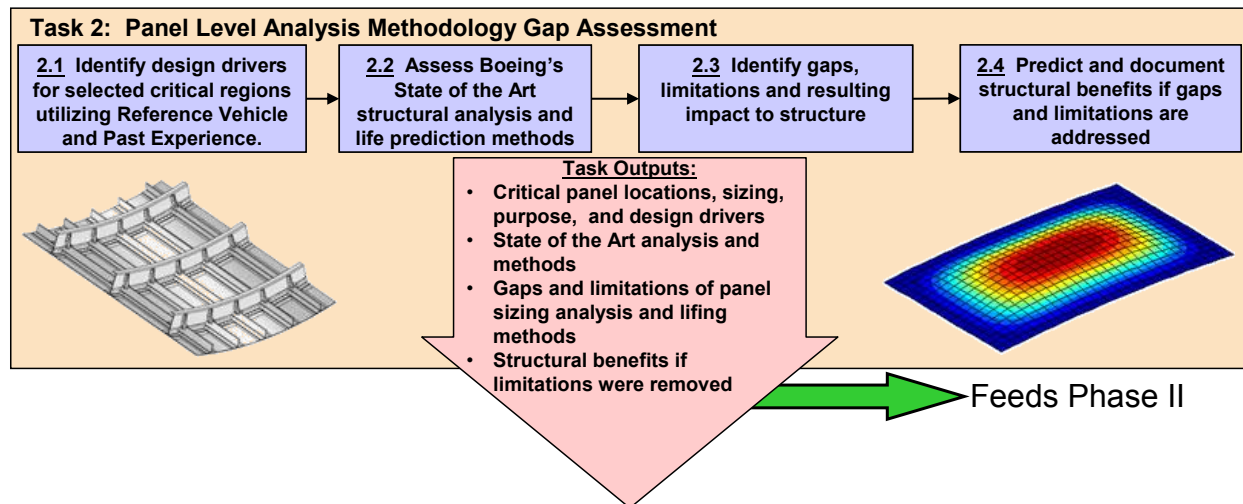 Task 2: Panel Level Analysis Methodology Gap Assessment
2.1 Identify design drivers
for selected critical regions
utilizing Reference Vehicle
and Past Experience.
2.2 Assess Boeing's
State of the Art
structural analysis and
life prediction methods
2.3 Identify gaps,
limitations and resulting
impact to structure
2.4 Predict and document
structural benefits if gaps
and limitations are
addressed
Task Outputs:
• Critical panel locations, sizing,
purpose, and design drivers
• State of the Art analysis and
methods
• Gaps and limitations of panel
sizing analysis and lifing
methods
• Structural benefits if
limitations were removed
Feeds Phase II